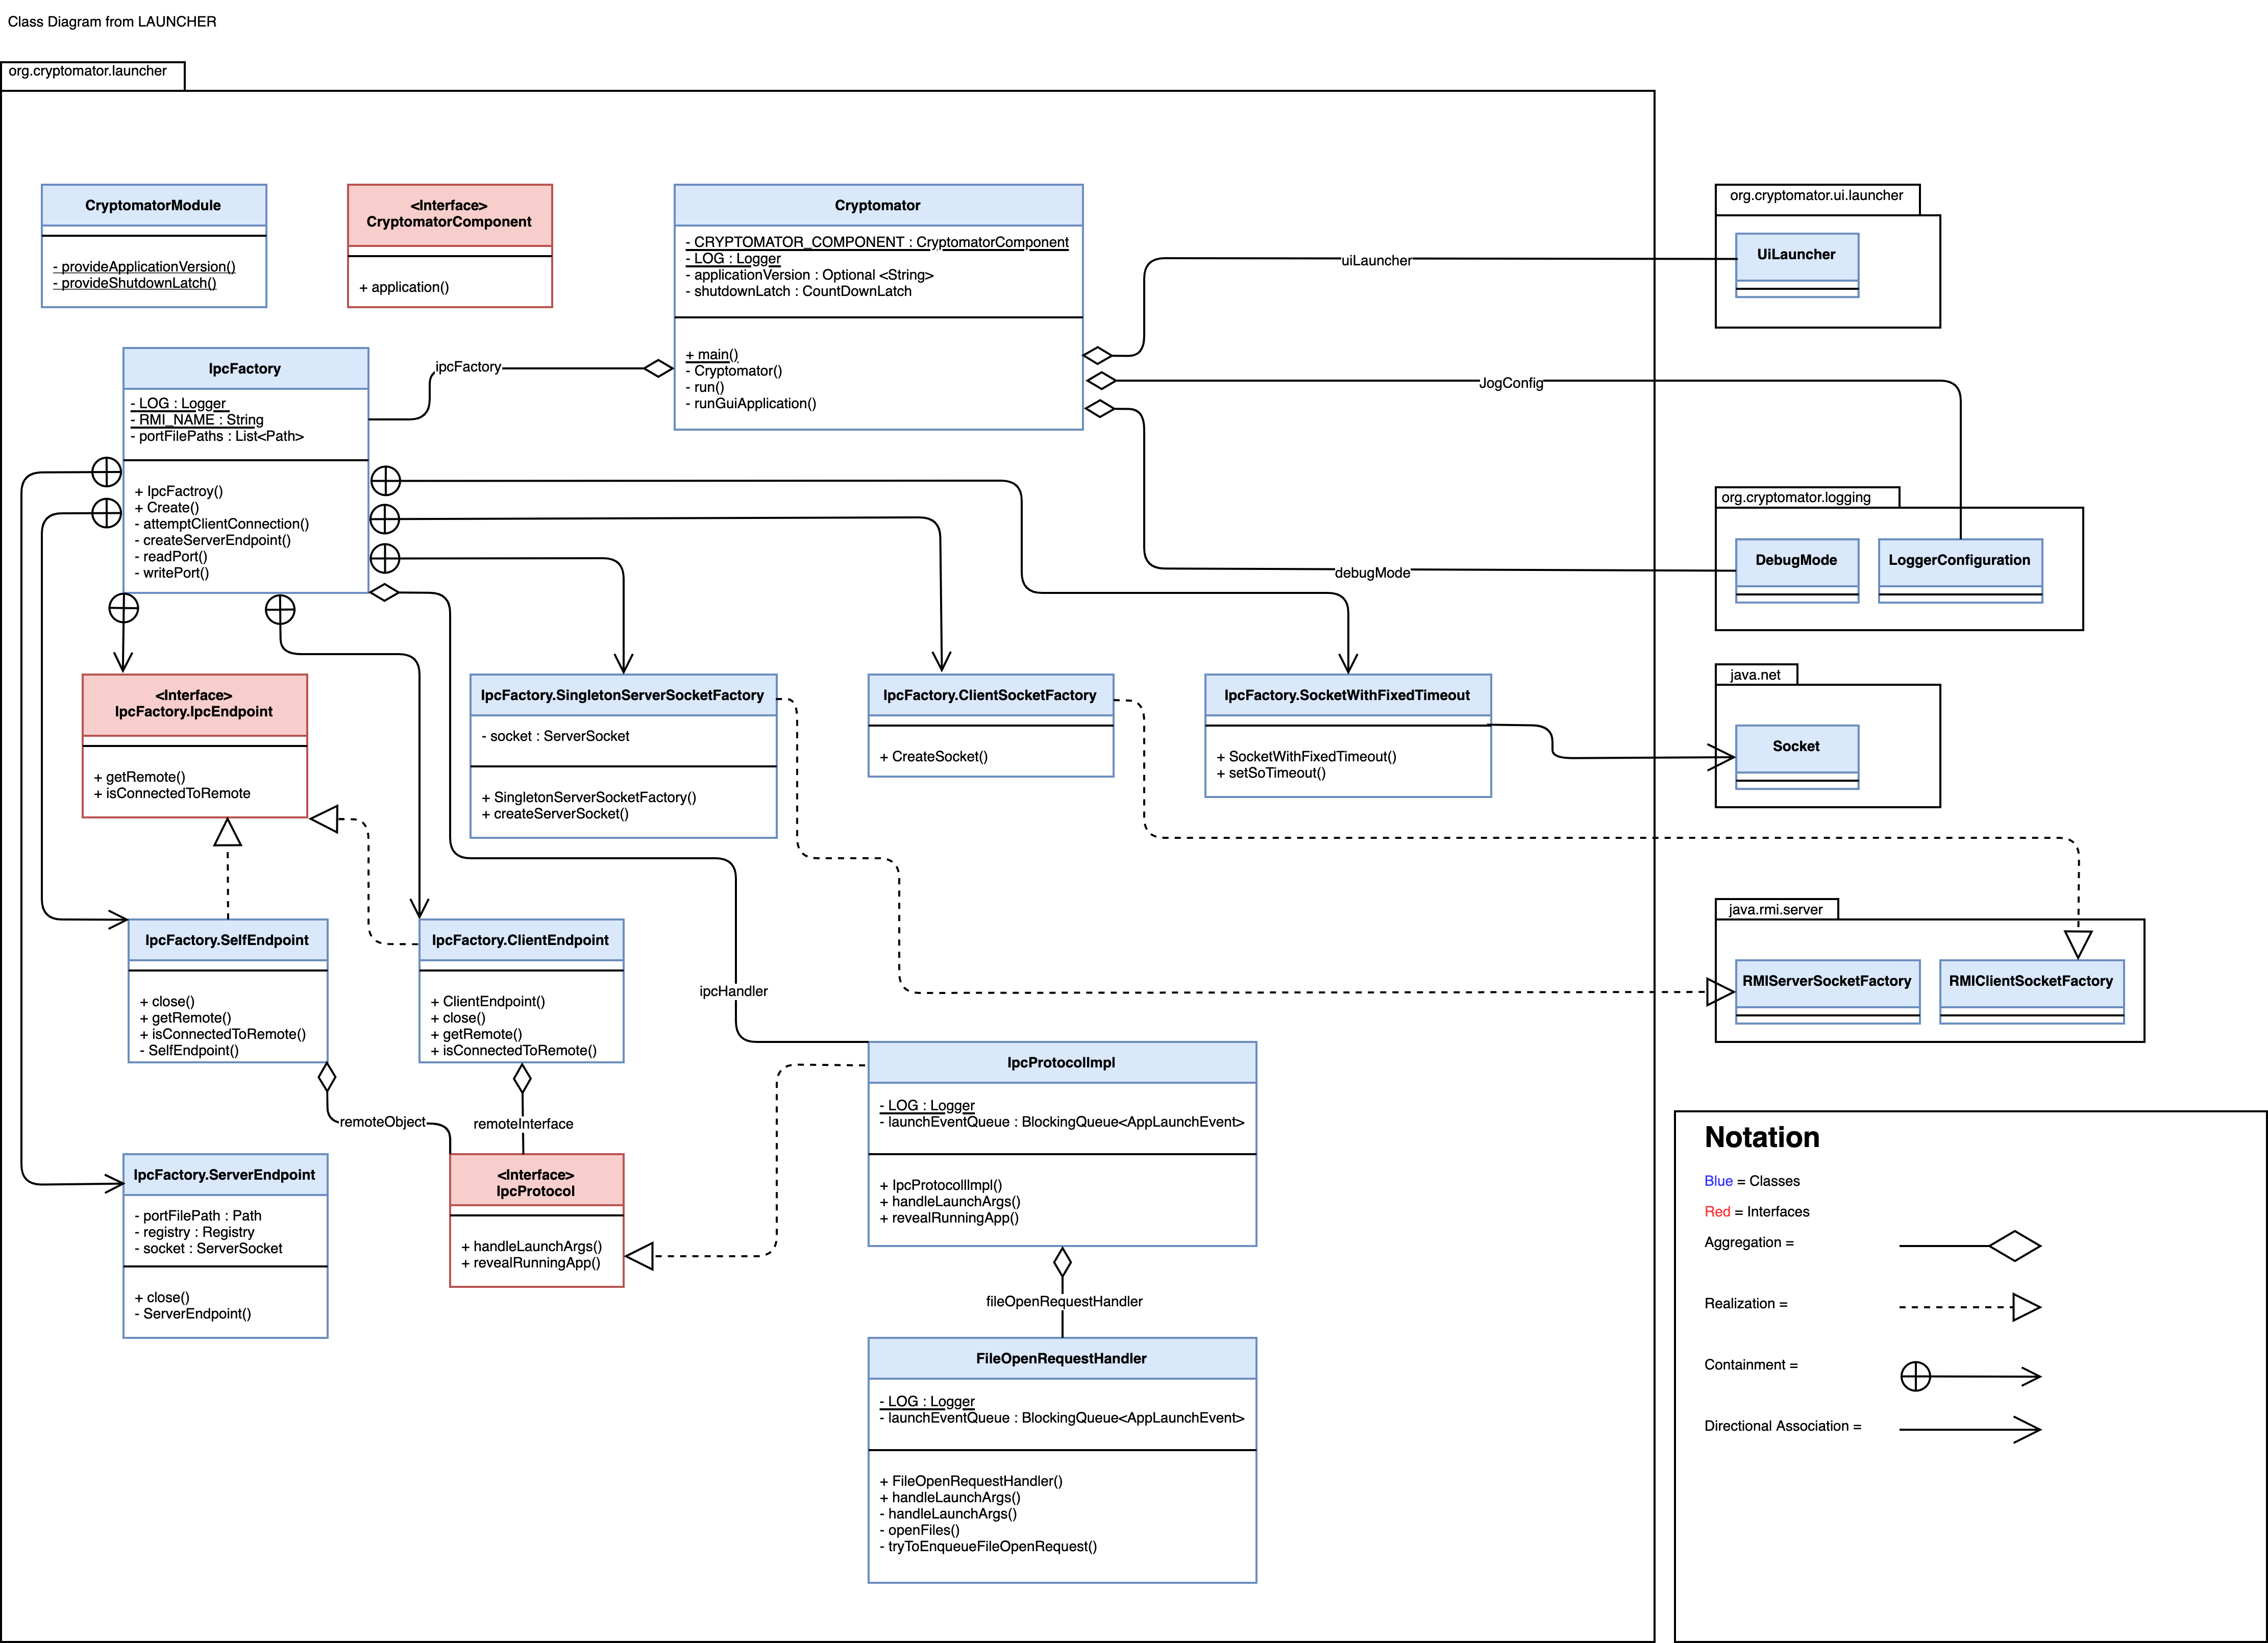 Class Diagram from LAUNCHER
org.cryptomator.launcher
CryptomatorModule
- provideApplicationVersion()
- provideShutdownLatch()
<Interface>
CryptomatorComponent
+ application()
Cryptomator
- CRYPTOMATOR_COMPONENT : CryptomatorComponent
- LOG : Logger
- applicationVersion : Optional <String>
- shutdownLatch : CountDownLatch
+ main()
- Cryptomator()
- run()
- runGuiApplication()
uiLauncher
org.cryptomator.ui.launcher
UiLauncher
IpcFactory
- LOG : Logger
- RMI_NAME : String
- portFilePaths : List<Path>
+ IpcFactroy()
+ Create()
- attemptClientConnection()
- createServerEndpoint()
- readPort()
- writePort()
ipcFactory
JogConfig
debugMode
org.cryptomator.logging
DebugMode
LoggerConfiguration
<Interface>
IpcFactory.IpcEndpoint
+ getRemote()
+ isConnectedToRemote
IpcFactory.SingletonServerSocketFactory
- socket : ServerSocket
+ SingletonServerSocketFactory()
+ createServerSocket()
IpcFactory.ClientSocketFactory
+ CreateSocket()
IpcFactory.SocketWithFixedTimeout
+ SocketWithFixedTimeout()
+ setSoTimeout()
java.net
Socket
IpcFactory.SelfEndpoint
+ close()
+ getRemote()
+ isConnectedToRemote()
- SelfEndpoint()
IpcFactory.ClientEndpoint
+ ClientEndpoint()
+ close()
+ getRemote()
+ isConnectedToRemote()
ipcHandler
java.rmi.server
RMIServerSocketFactory
RMIClientSocketFactory
remoteObject
remoteInterface
IpcFactory.ServerEndpoint
- portFilePath : Path
- registry : Registry
- socket : ServerSocket
+ close()
- ServerEndpoint()
<Interface>
IpcProtocol
+ handleLaunchArgs()
+ revealRunningApp()
IpcProtocolImpl
- LOG : Logger
- launchEventQueue : BlockingQueue<AppLaunchEvent>
+ IpcProtocolIImpl()
+ handleLaunchArgs()
+ revealRunningApp()
fileOpenRequestHandler
FileOpenRequestHandler
- LOG : Logger
- launchEventQueue : BlockingQueue<AppLaunchEvent>
+ FileOpenRequestHandler()
+ handleLaunchArgs()
- handleLaunchArgs()
- openFiles()
- tryToEnqueueFileOpenRequest()
Notation
Blue = Classes
Red = Interfaces
Aggregation =
Realization =
Containment =
Directional Association =